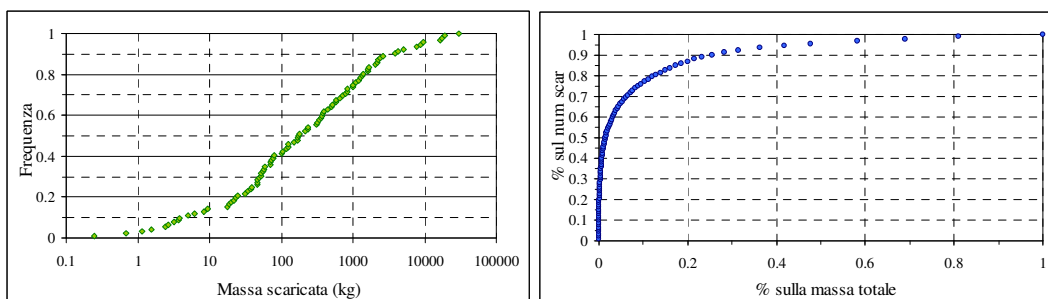 Frequenza
1
0.8
0.6
0.4
0.2
0
0.1 1 10 100 1000 10000 100000
Massa scaricata (kg)
% sul num scar
1
0.9
0.8
0.7
0.6
0.5
0.4
0.3
0.2
0.1
0
0 0.2 0.4 0.6 0.8 1
% sulla massa totale